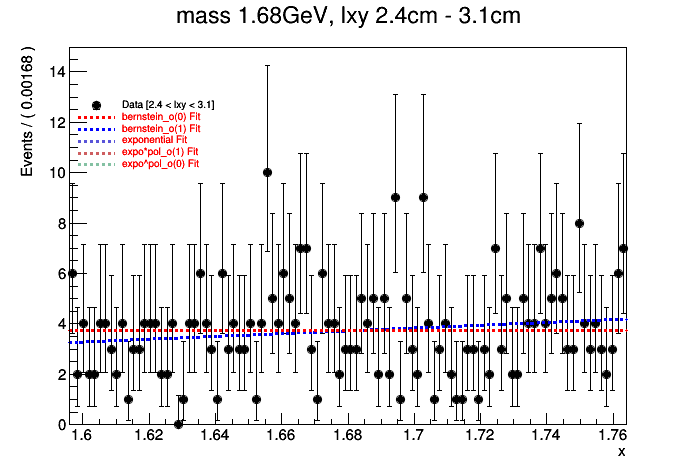 mass 1.68GeV, lxy 2.4cm - 3.1cm
Events / ( 0.00168 )
14
12
10
8
6
4
2
0
Data [2.4 < lxy < 3.1]
bernstein_o(0) Fit
bernstein_o(1) Fit
exponential Fit
expo*pol_o(1) Fit
expo^pol_o(0) Fit
1.6 1.62 1.64 1.66 1.68 1.7 1.72 1.74 1.76
x